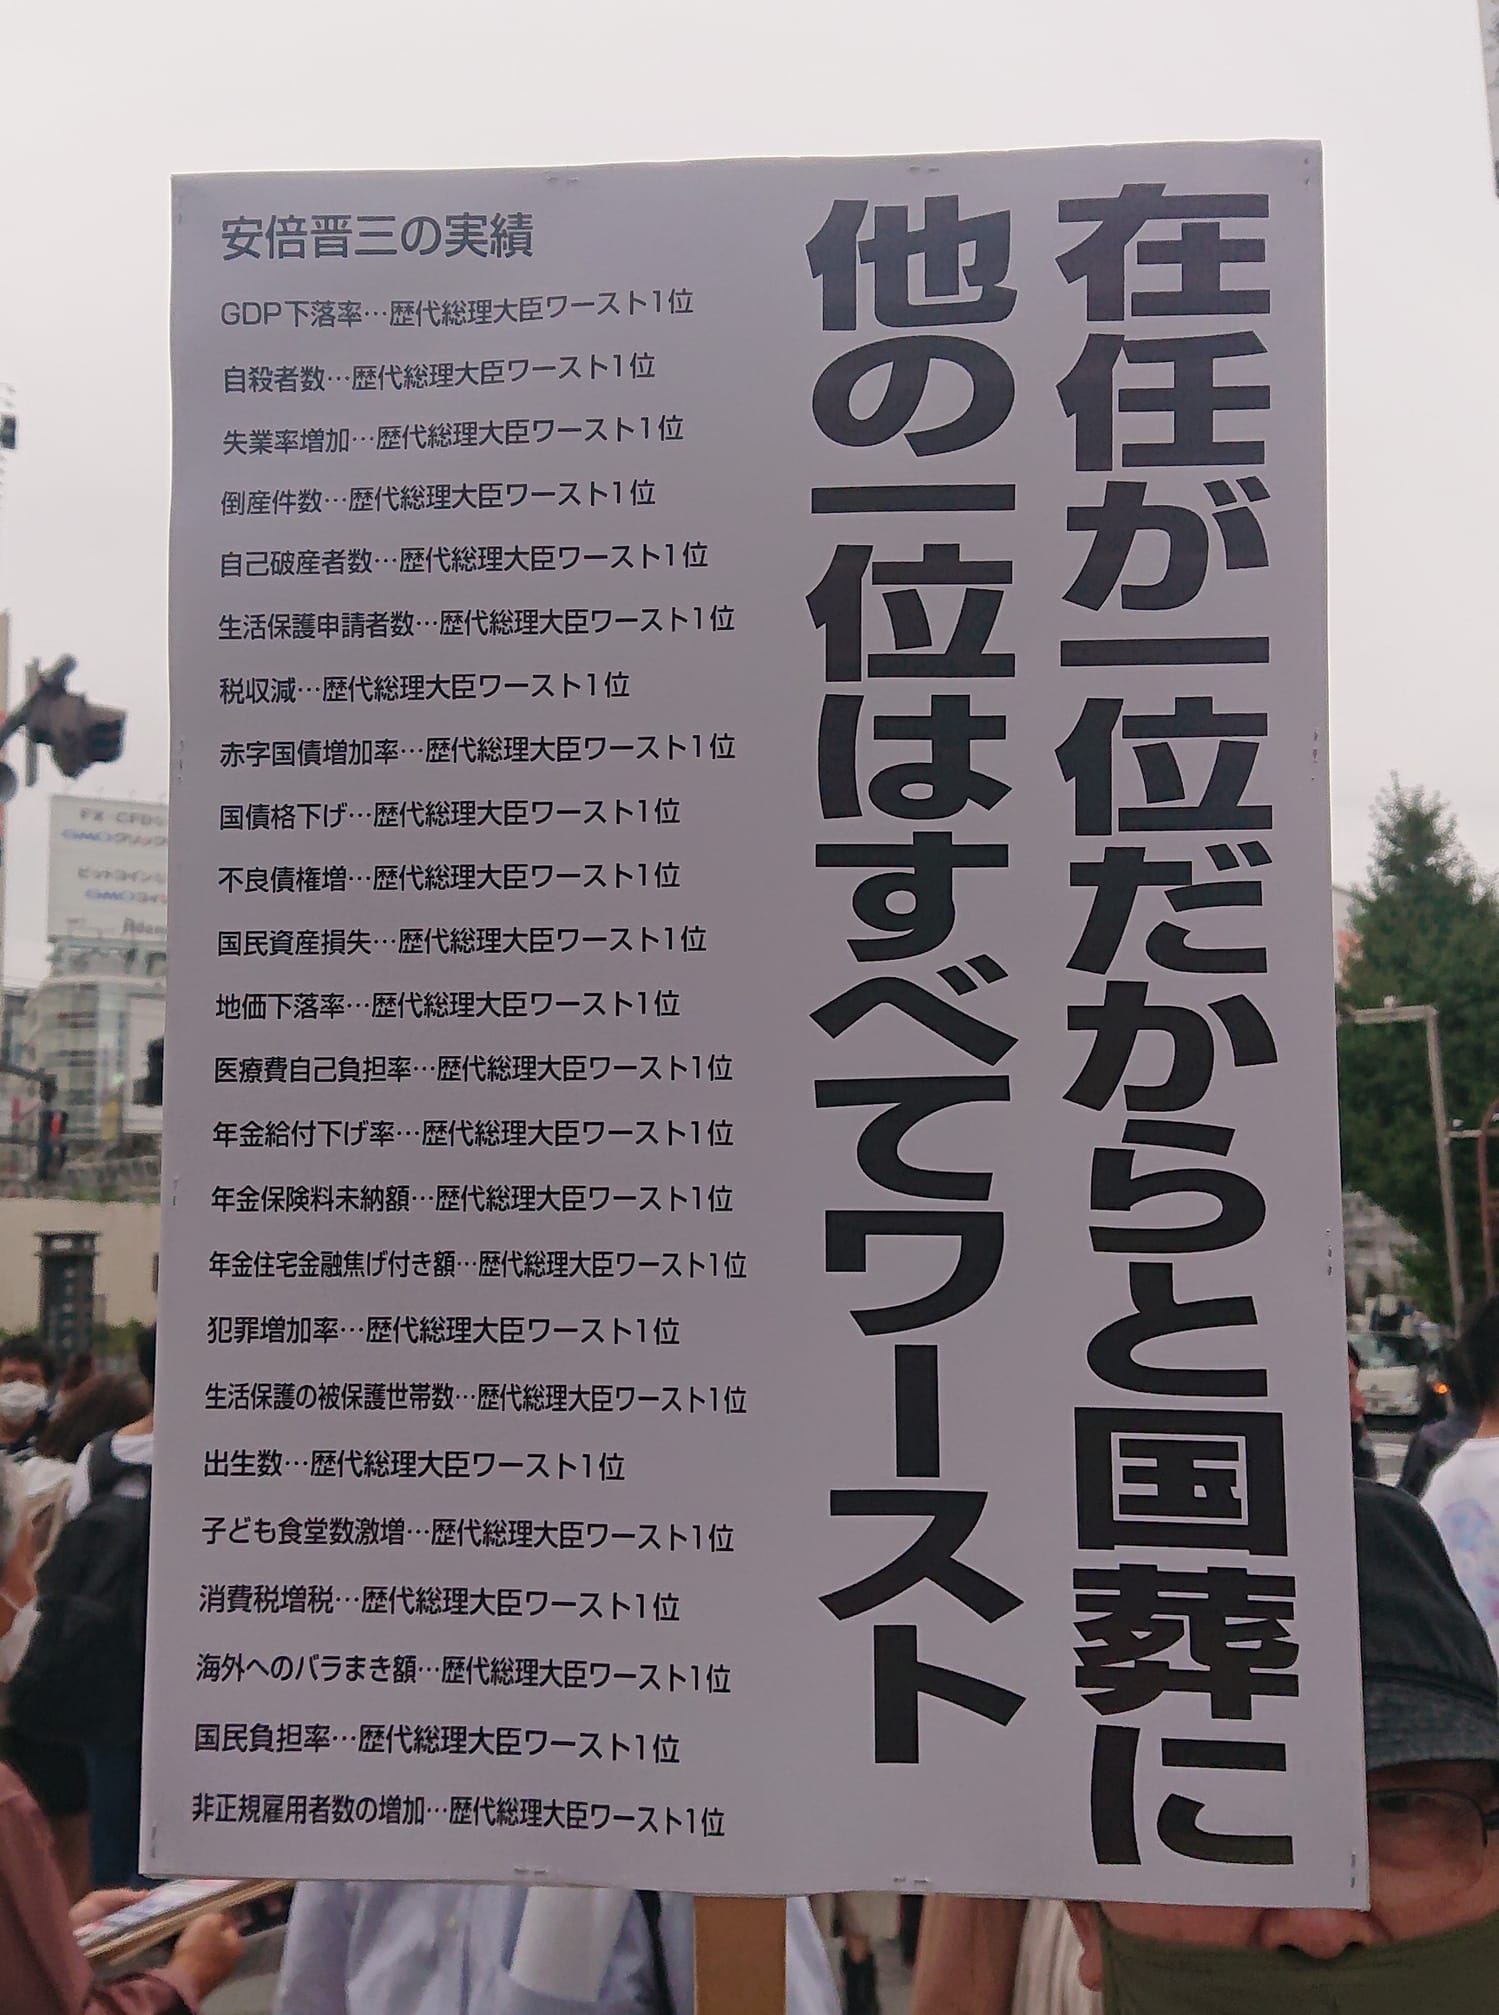 在任が一位だからと国葬に
他の一位はすべてワースト
安倍晋三の実績
GDP下落率…歴代総理大臣ワースト1位
自殺者数…歴代総理大臣ワースト1位
失業率増加…歴代総理大臣ワースト1位
倒産件数…歴代総理大臣ワースト1位
自己破産者数…歴代総理大臣ワースト1位
生活保護申請者数…歴代総理大臣ワースト1位
税収減…歴代総理大臣ワースト1位
赤字国債増加率…歴代総理大臣ワースト1位
国債格下げ…歴代総理大臣ワースト1位
不良債権増…歴代総理大臣ワースト1位
国民資産損失…歴代総理大臣ワースト1位
地価下落率…歴代総理大臣ワースト1位
医療費自己負担率…歴代総理大臣ワースト1位
年金給付下げ率…歴代総理大臣ワースト1位
年金保険料未納額…歴代総理大臣ワースト1位
年金住宅金融焦げ付き額…歴代総理大臣ワースト1位
犯罪増加率…歴代総理大臣ワースト1位
生活保護の被保護世帯数…歴代総理大臣ワースト1位
出生数…歴代総理大臣ワースト1位
子ども食堂数激増…歴代総理大臣ワースト1位
消費税増税…歴代総理大臣ワースト1位
海外へのバラまき額…歴代総理大臣ワースト1位
国民負担率…歴代総理大臣ワースト1位
非正規雇用者数の増加…歴代総理大臣ワースト1位
FX・CFD
GMOクリック
ビットコイン
GMOコイン